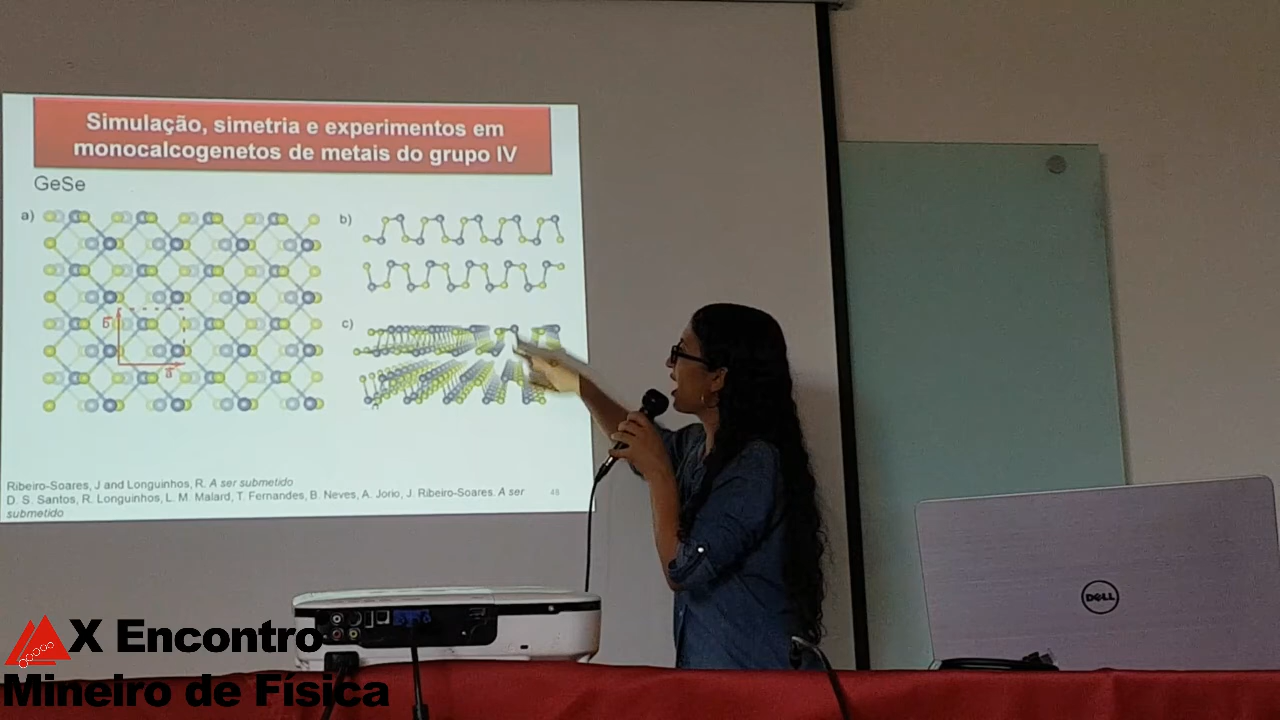 Simulação, simetria e experimentos em
monocalcogenetos de metais do grupo IV
GeSe
a)
b)
c)
b
a
Ribeiro-Soares, J and Longuinhos, R. A ser submetido
D. S. Santos, R. Longuinhos, L. M. Malard, T. Fernandes, B. Neves, A. Jorio, J. Ribeiro-Soares. A ser
submetido
48
DELL
X Encontro
Mineiro de Física